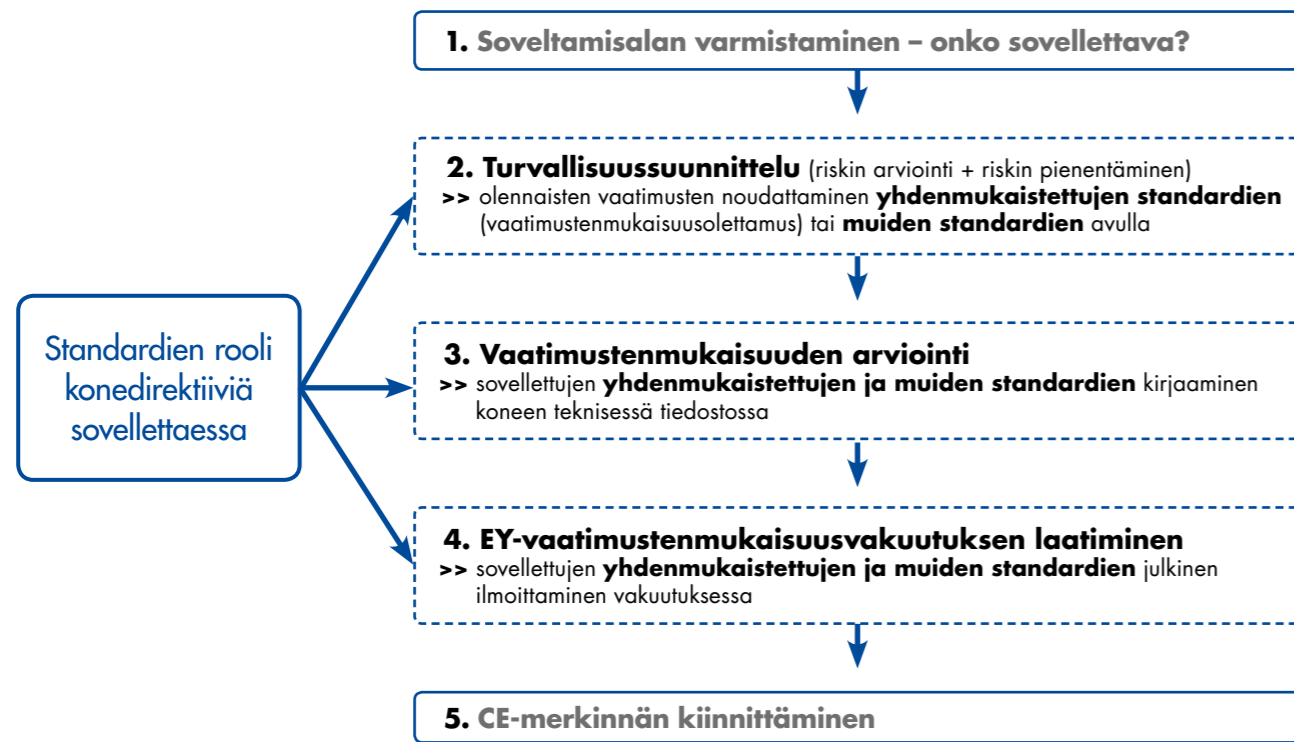 1. Soveltamisalan varmistaminen – onko sovellettava?
2. Turvallisuussuunnittelu (riskin arviointi + riskin pienentäminen)
>> olennaisten vaatimusten noudattaminen yhdenmukaistettujen standardien
(vaatimustenmukaisuusolettamus) tai muiden standardien avulla
Standardien rooli
konedirektiiviä
sovellettaessa
3. Vaatimustenmukaisuuden arviointi
>> sovellettujen yhdenmukaistettujen ja muiden standardien kirjaaminen
koneen teknisessä tiedostossa
4. EY-vaatimustenmukaisuusvakuutuksen laatiminen
>> sovellettujen yhdenmukaistettujen ja muiden standardien julkinen
ilmoittaminen vakuutuksessa
5. CE-merkinnän kiinnittäminen